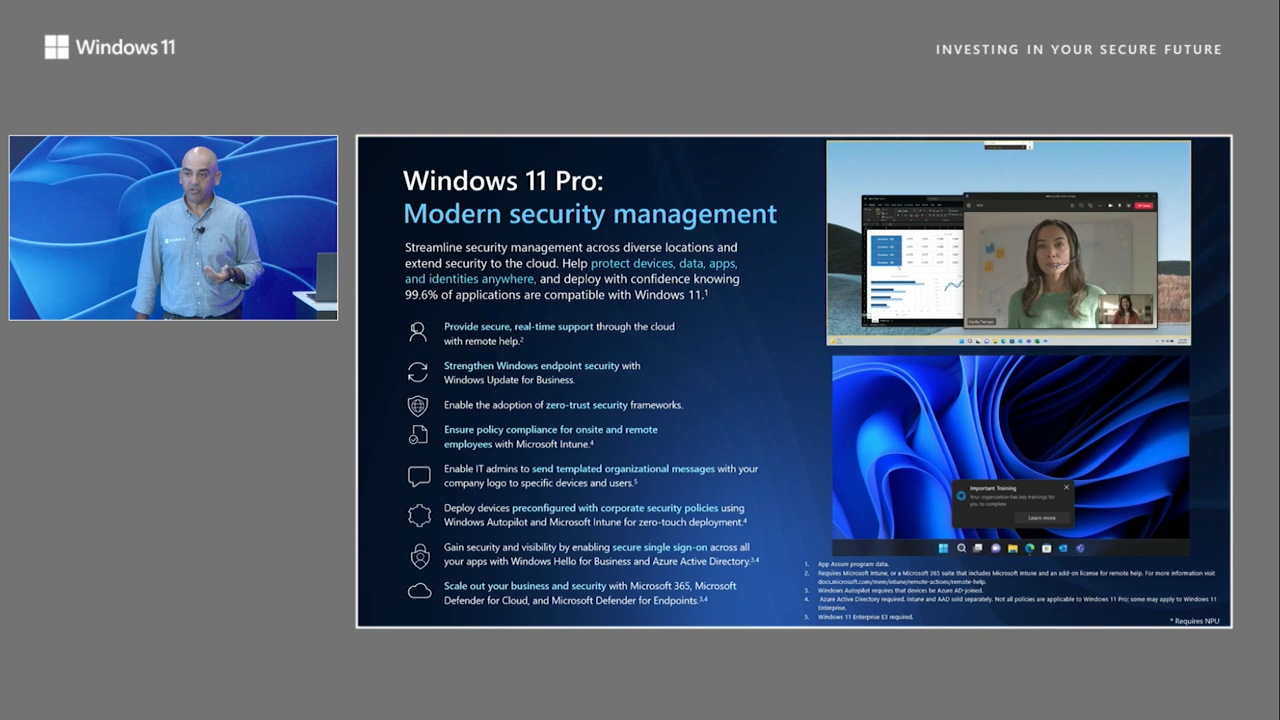 Windows 11
INVESTING IN YOUR SECURE FUTURE
Windows 11 Pro:
Modern security management
Streamline security management across diverse locations and
extend security to the cloud. Help protect devices, data, apps,
and identities anywhere, and deploy with confidence knowing
99.6% of applications are compatible with Windows 11.¹
Provide secure, real-time support through the cloud
with remote help.²
Strengthen Windows endpoint security with
Windows Update for Business.
Enable the adoption of zero-trust security frameworks.
Ensure policy compliance for onsite and remote
employees with Microsoft Intune.⁴
Enable IT admins to send templated organizational messages with your
company logo to specific devices and users.⁵
Deploy devices preconfigured with corporate security policies using
Windows Autopilot and Microsoft Intune for zero-touch deployment.⁴
Gain security and visibility by enabling secure single sign-on across all
your apps with Windows Hello for Business and Azure Active Directory.³,⁴
Scale out your business and security with Microsoft 365, Microsoft
Defender for Cloud, and Microsoft Defender for Endpoints.³,⁴
Important Training
Your organization has key trainings for
you to complete
Learn more
1. App Assure program data.
2. Requires Microsoft Intune, or a Microsoft 365 suite that includes Microsoft Intune and an add-on license for remote help. For more information visit
docs.microsoft.com/mem/intune/remote-actions/remote-help.
3. Windows Autopilot requires that devices be Azure AD-joined.
4. Azure Active Directory required. Intune and AAD sold separately. Not all policies are applicable to Windows 11 Pro; some may apply to Windows 11
Enterprise.
5. Windows 11 Enterprise E3 required.
* Requires NPU